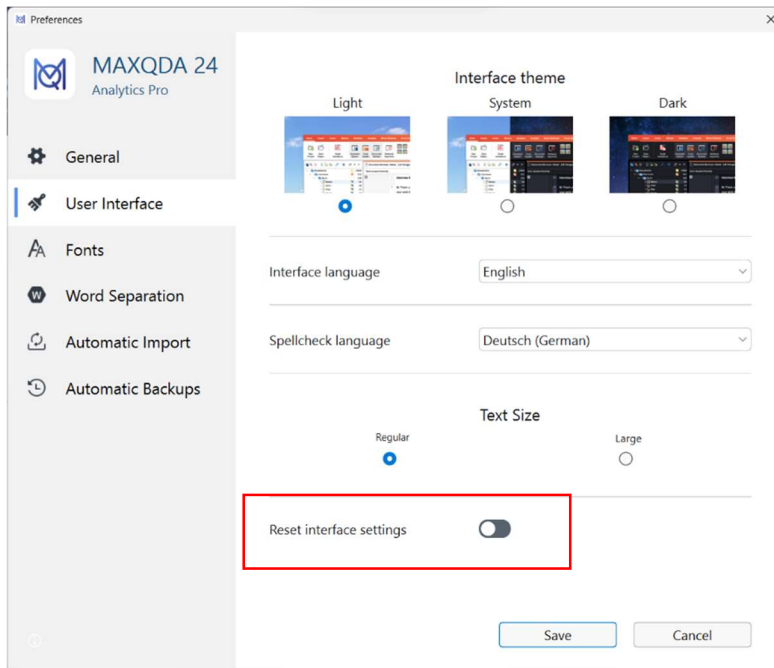 Preferences
MAXQDA 24
Analytics Pro
General
User Interface
Fonts
Word Separation
Automatic Import
Automatic Backups
Interface theme
Light System Dark
Interface language English
Spellcheck language Deutsch (German)
Text Size
Regular Large
Reset interface settings
Save Cancel